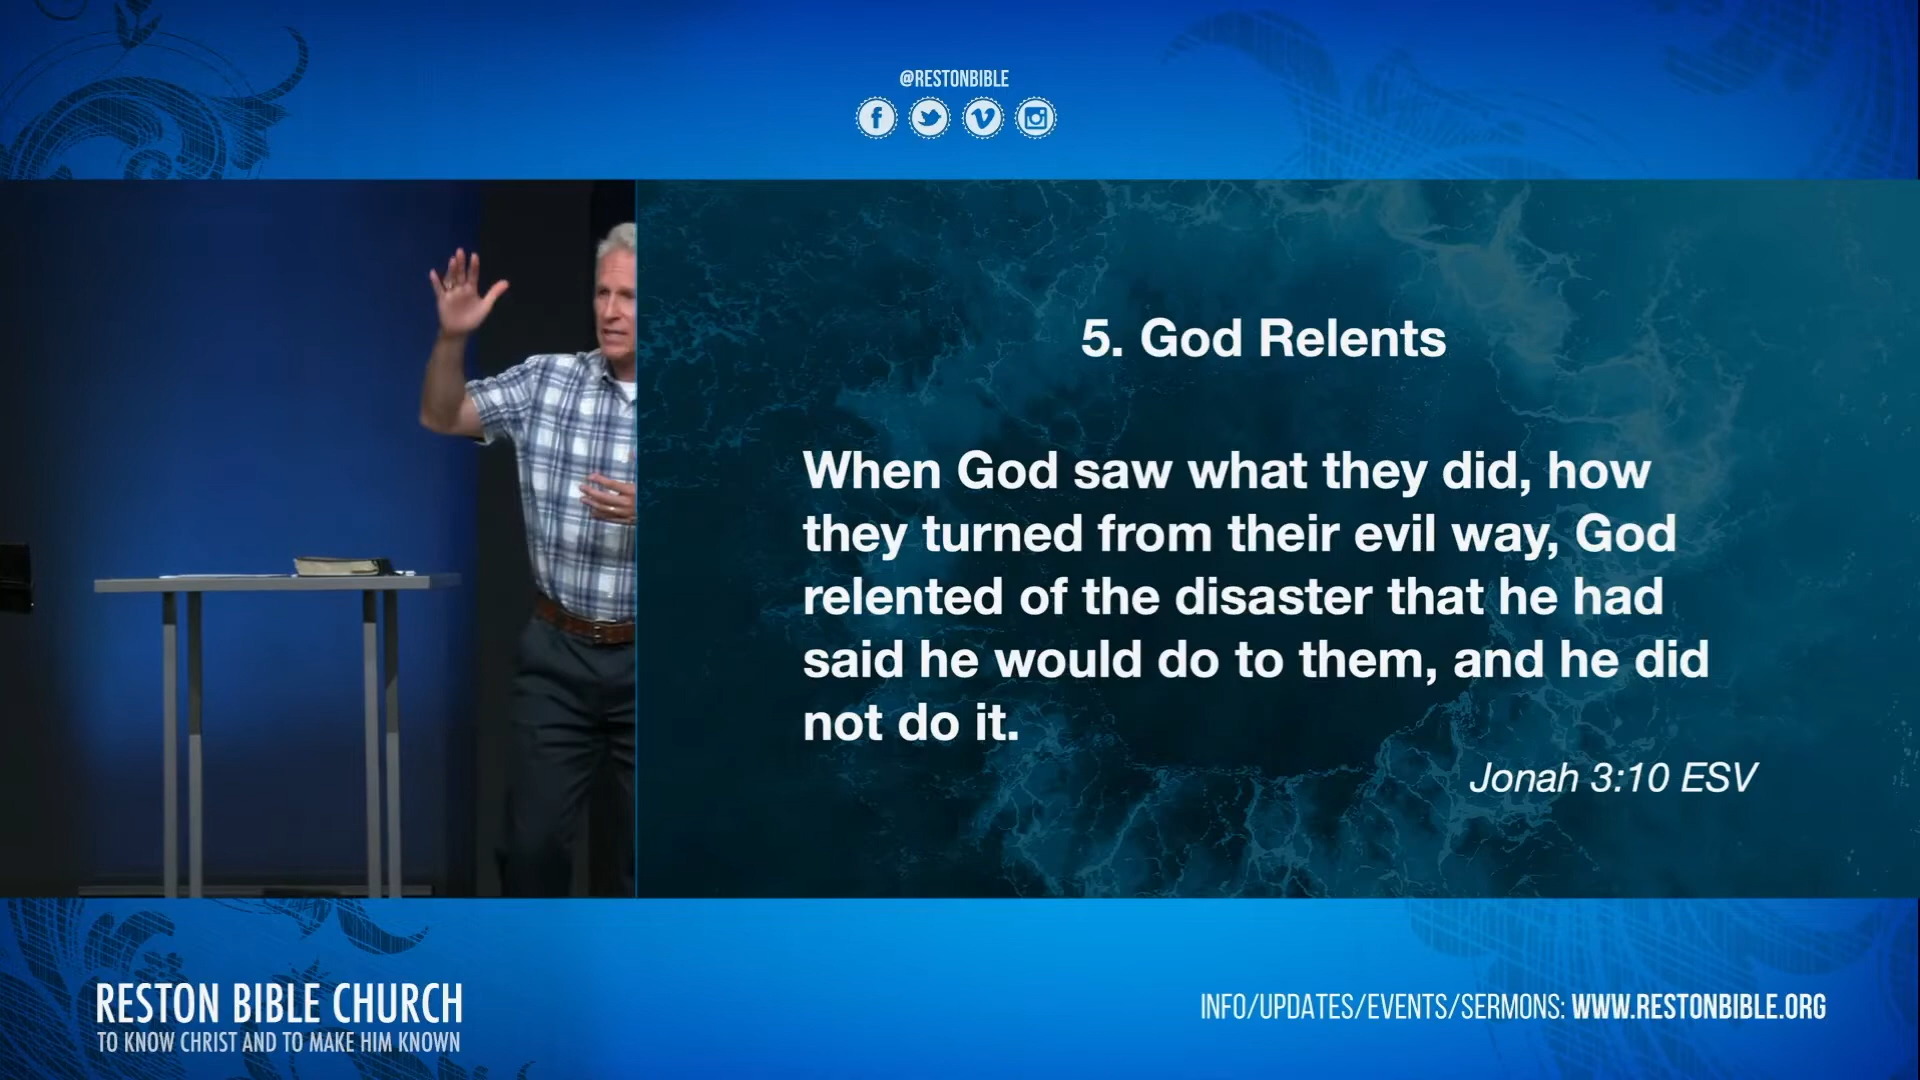 @RESTONBIBLE
5. God Relents
When God saw what they did, how
they turned from their evil way, God
relented of the disaster that he had
said he would do to them, and he did
not do it.
Jonah 3:10 ESV
RESTON BIBLE CHURCH
TO KNOW CHRIST AND TO MAKE HIM KNOWN
INFO/UPDATES/EVENTS/SERMONS: WWW.RESTONBIBLE.ORG